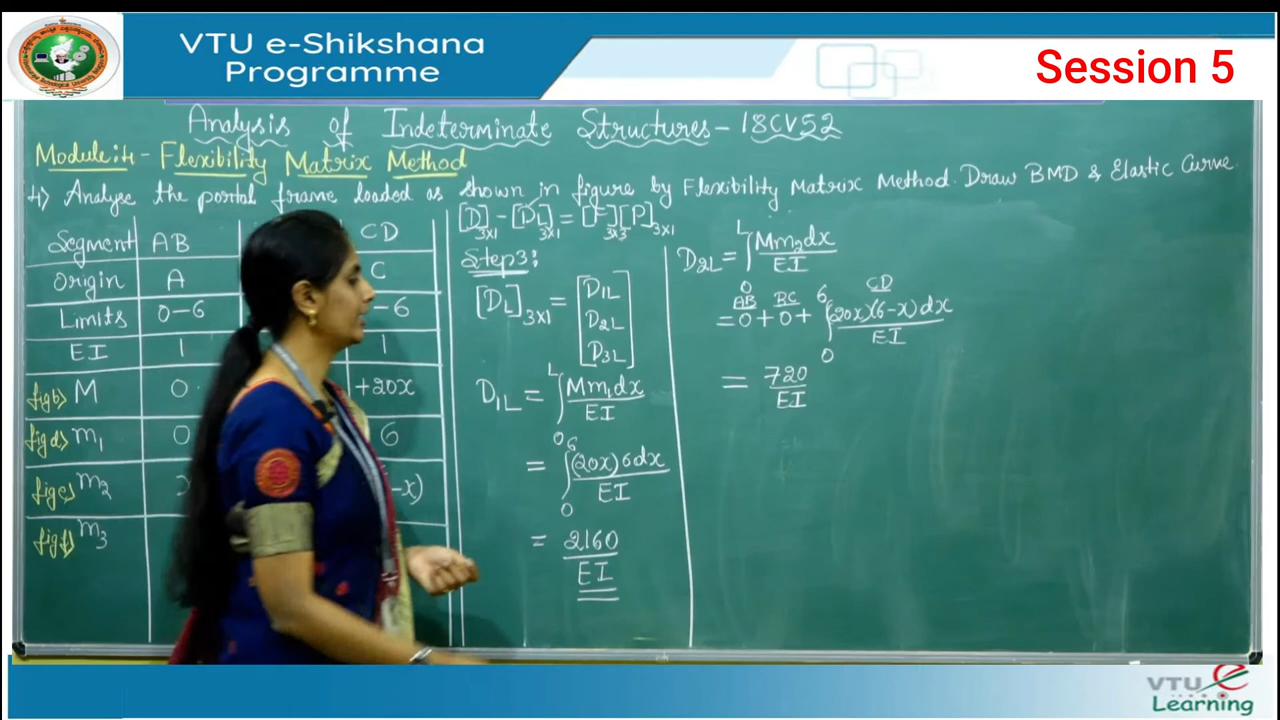 VTU e-Shikshana
Programme
Session 5
Analysis of Indeterminate Structures - 18CV52
Module:4:- Flexibility Matrix Method
4) Analyse the portal frame loaded as shown in figure by Flexibility Matrix Method. Draw BMD & Elastic Curve.
Segment AB CD
Origin A C
Limits 0-6 -6
EI 1 1
fig b) M 0 +20x
fig d) m₁ 0 6
fig e) m₂ x -x)
fig f) m₃
[D]₃ₓ₁ - [DL]₃ₓ₁ = [F]₃ₓ₃ [P]₃ₓ₁
Step 3:
[DL]₃ₓ₁ = [D1L D2L D3L]
D1L = ∫₀ᴸ Mm₁dx / EI
= ∫₀⁶ (20x) 6dx / EI
= 2160 / EI
D2L = ∫₀ᴸ Mm₂dx / EI
AB BC CD
= 0 + 0 + ∫₀⁶ (20x)(6-x)dx / EI
= 720 / EI
VTU e
Learning